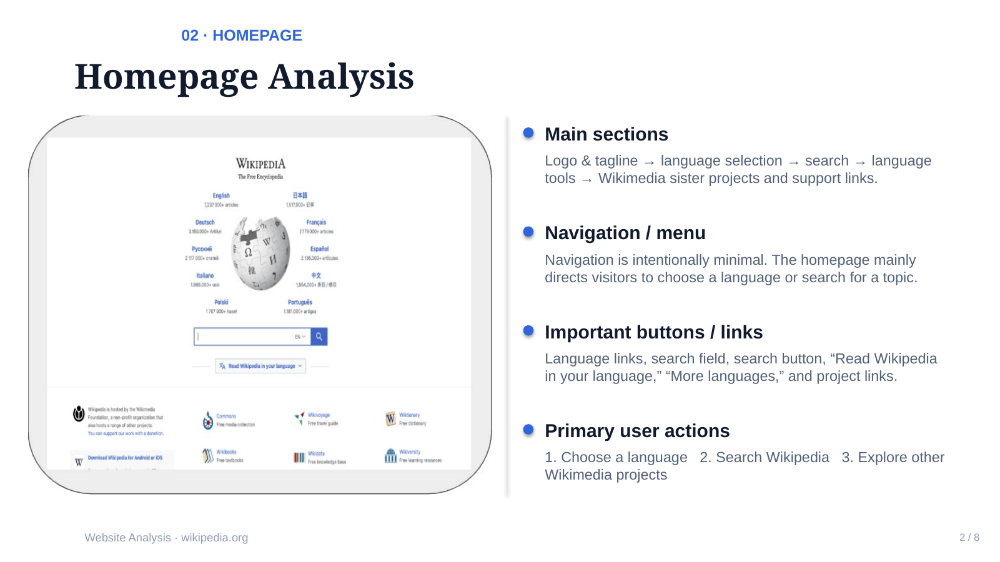 02 · HOMEPAGE
Homepage Analysis
WIKIPEDIA
The Free Encyclopedia
English
7,237,000+ articles
日本語
1,517,000+ 記事
Deutsch
3.150.000+ Artikel
Français
2 778 000+ articles
Русский
2 117 000+ статей
Español
2.136.000+ artículos
Italiano
1.986.000+ voci
中文
1,554,000+ 条目 / 條目
Polski
1 707 000+ haseł
Português
1.181.000+ artigos
EN
Read Wikipedia in your language
Wikipedia is hosted by the Wikimedia
Foundation, a non-profit organization that
also hosts a range of other projects.
You can support our work with a donation.
Download Wikipedia for Android or iOS
Commons
Free media collection
Wikivoyage
Free travel guide
Wiktionary
Free dictionary
Wikibooks
Free textbooks
Wikidata
Free knowledge base
Wikiversity
Free learning resources
Main sections
Logo & tagline → language selection → search → language
tools → Wikimedia sister projects and support links.
Navigation / menu
Navigation is intentionally minimal. The homepage mainly
directs visitors to choose a language or search for a topic.
Important buttons / links
Language links, search field, search button, “Read Wikipedia
in your language,” “More languages,” and project links.
Primary user actions
1. Choose a language 2. Search Wikipedia 3. Explore other
Wikimedia projects
Website Analysis · wikipedia.org
2 / 8